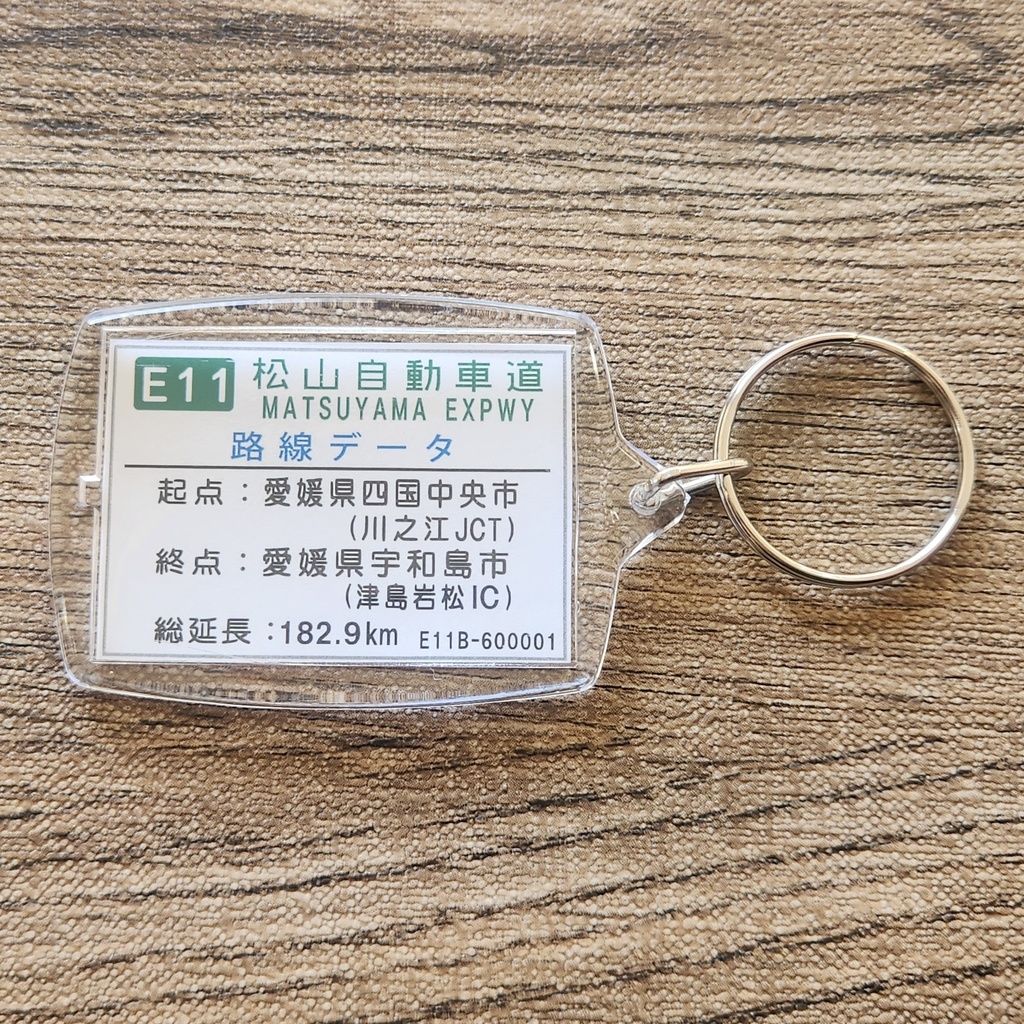 E11 松山自動車道
MATSUYAMA EXPWY
路線データ
起点：愛媛県四国中央市
(川之江JCT)
終点：愛媛県宇和島市
(津島岩松IC)
総延長：182.9km E11B-600001